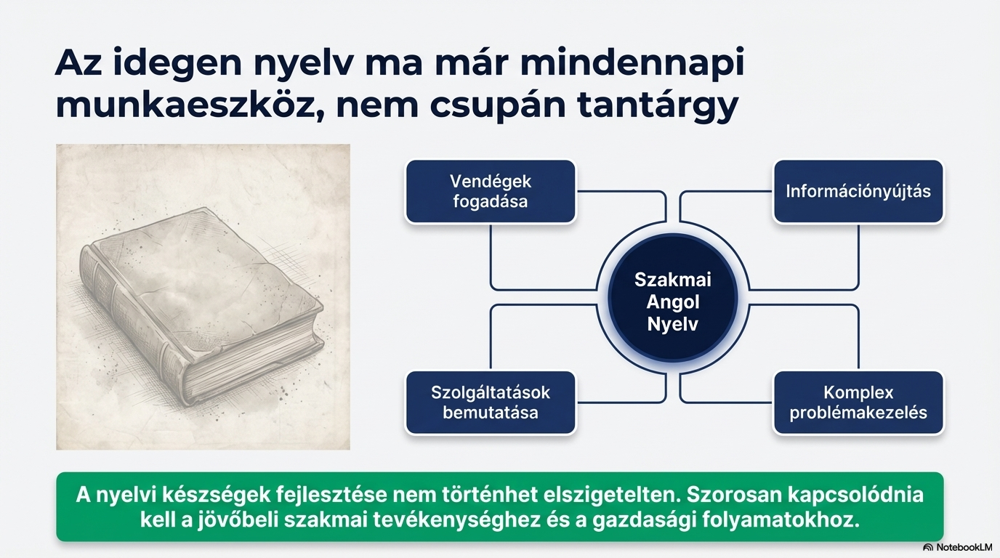 Az idegen nyelv ma már mindennapi
munkaeszköz, nem csupán tantárgy
Vendégek
fogadása
Információnyújtás
Szakmai
Angol
Nyelv
Szolgáltatások
bemutatása
Komplex
problémakezelés
A nyelvi készségek fejlesztése nem történhet elszigetelten. Szorosan kapcsolódnia
kell a jövőbeli szakmai tevékenységhez és a gazdasági folyamatokhoz.
NotebookLM